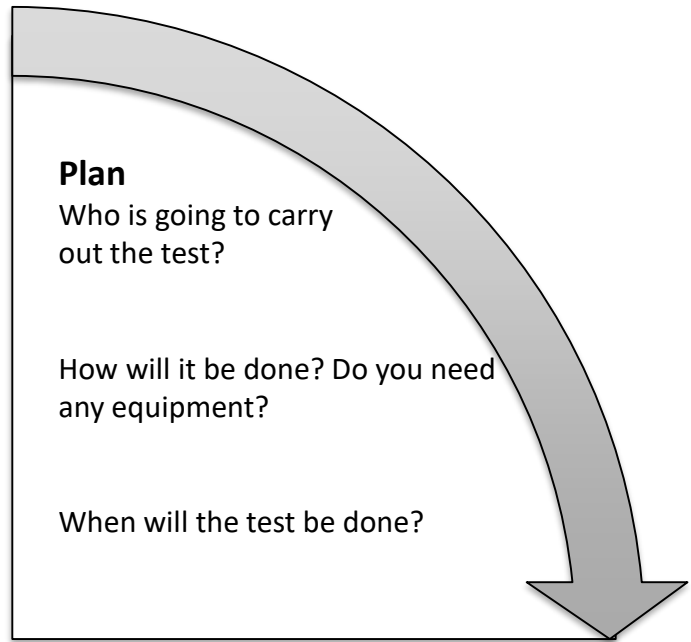 Plan
Who is going to carry
out the test?
How will it be done? Do you need
any equipment?
When will the test be done?